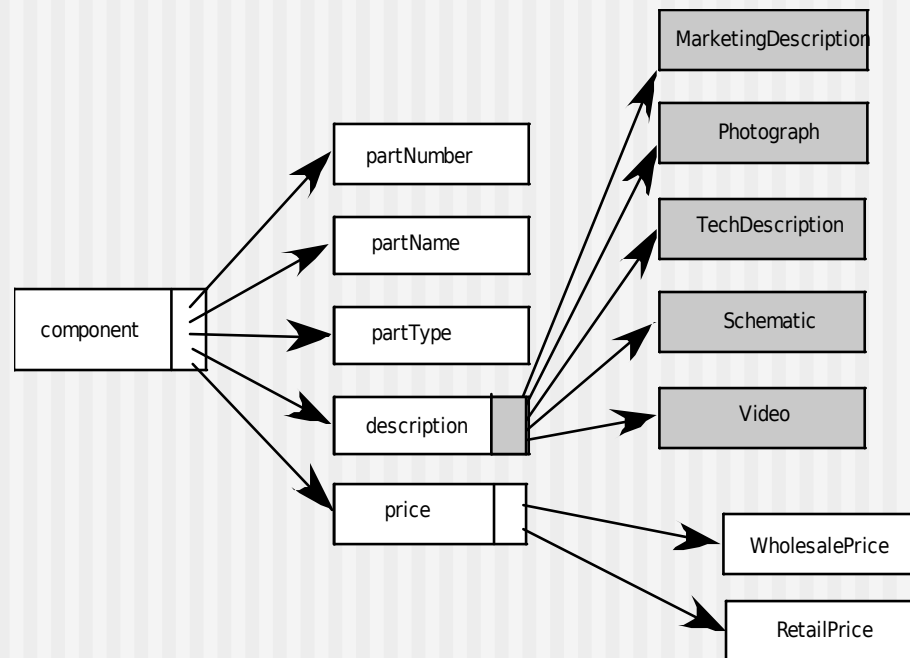 MarketingDescription
Photograph
partNumber
TechDescription
partName
component
partType
Schematic
description
Video
price
WholesalePrice
RetailPrice